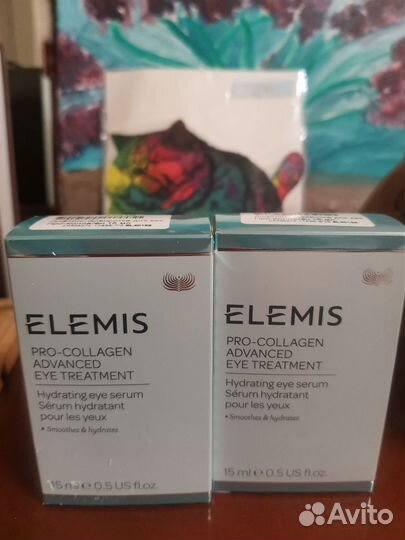 ELEMIS
PRO-COLLAGEN
ADVANCED
EYE TREATMENT
Hydrating eye serum
Sérum hydratant
pour les yeux
• Smoothes & hydrates
15 ml e 0.5 US fl.oz.
ELEMIS
PRO-COLLAGEN
ADVANCED
EYE TREATMENT
Hydrating eye serum
Sérum hydratant
pour les yeux
• Smoothes & hydrates
15 ml e 0.5 US fl.oz.
Avito